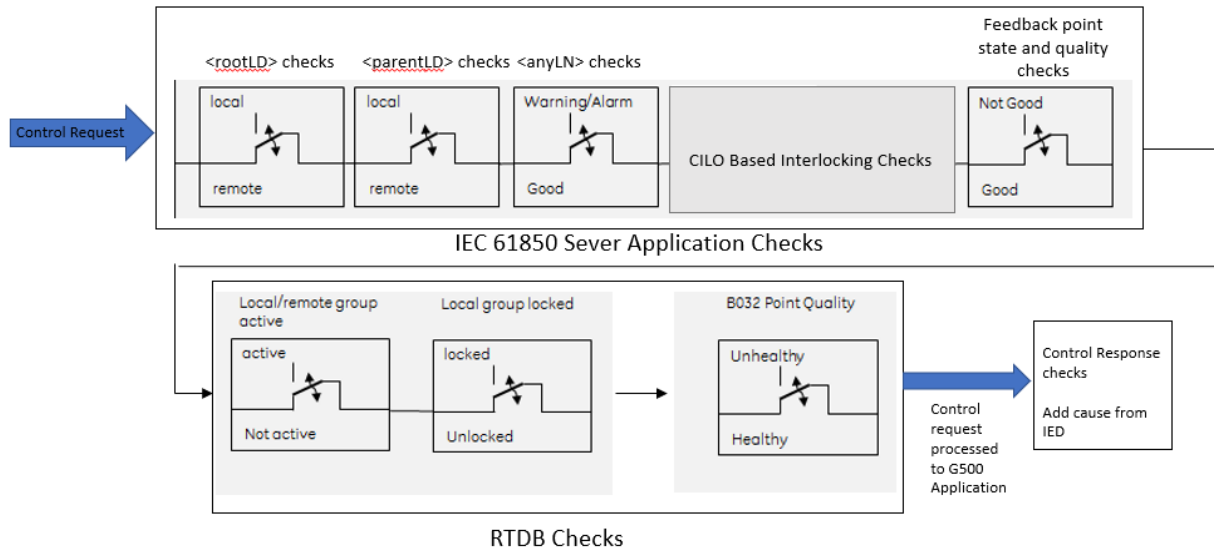 Feedback point
state and quality
checks
<rootLD> checks
<parentLD> checks
<anyLN> checks
Control Request
local
remote
local
remote
Warning/Alarm
Good
CILO Based Interlocking Checks
Not Good
Good
IEC 61850 Sever Application Checks
Local/remote group
active
active
Not active
Local group locked
locked
Unlocked
B032 Point Quality
Unhealthy
Healthy
Control
request
processed
to G500
Application
Control Response
checks
Add cause from
IED
RTDB Checks